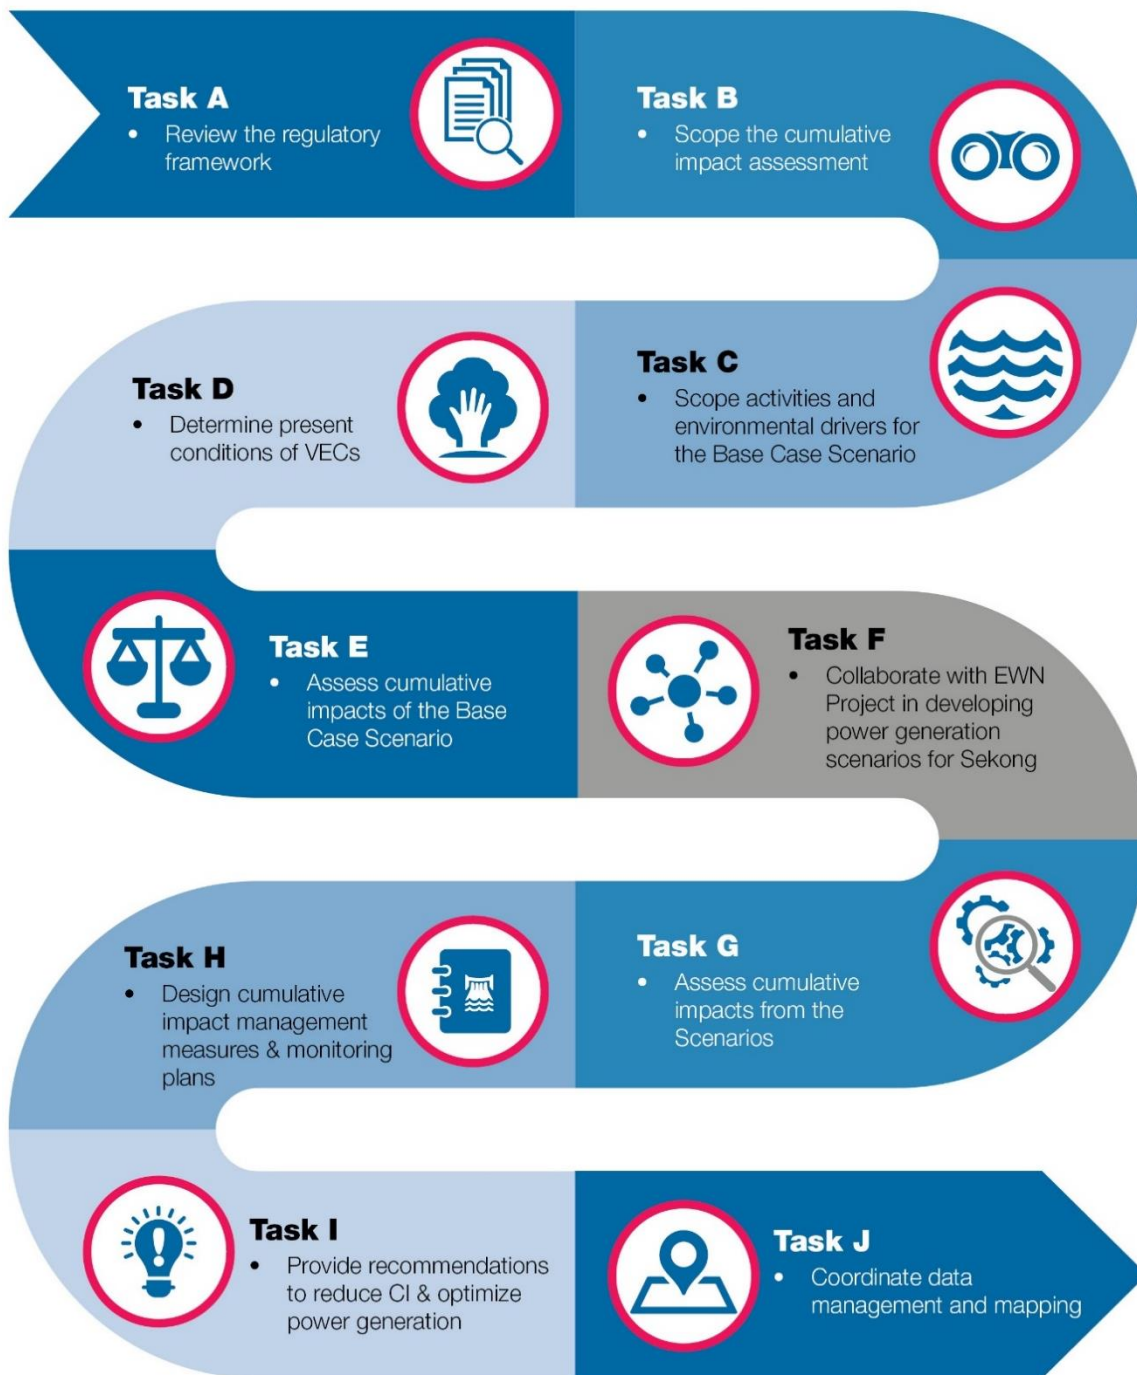 Task A
• Review the regulatory
framework
Task B
• Scope the cumulative
impact assessment
Task C
• Scope activities and
environmental drivers for
the Base Case Scenario
Task D
• Determine present
conditions of VECs
Task E
• Assess cumulative
impacts of the Base
Case Scenario
Task F
• Collaborate with EWN
Project in developing
power generation
scenarios for Sekong
Task G
• Assess cumulative
impacts from the
Scenarios
Task H
• Design cumulative
impact management
measures & monitoring
plans
Task I
• Provide recommendations
to reduce CI & optimize
power generation
Task J
• Coordinate data
management and mapping